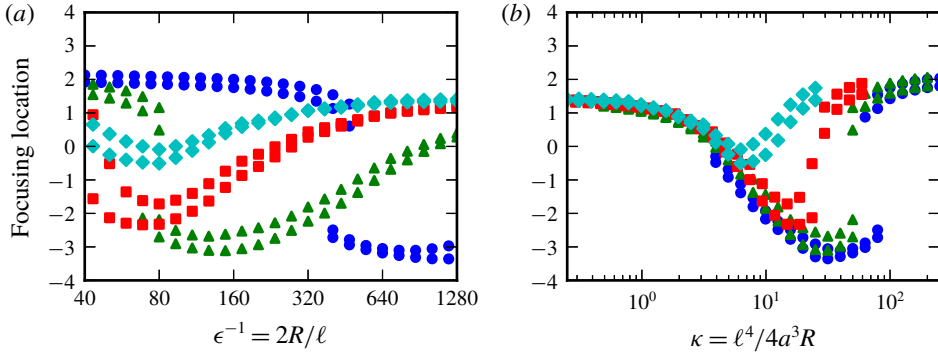 (a)
(b)
Focusing location
4
3
2
1
0
−1
−2
−3
−4
40 80 160 320 640 1280
ϵ⁻¹ = 2R/ℓ
4
3
2
1
0
−1
−2
−3
−4
10⁰ 10¹ 10²
κ = ℓ⁴/4a³R